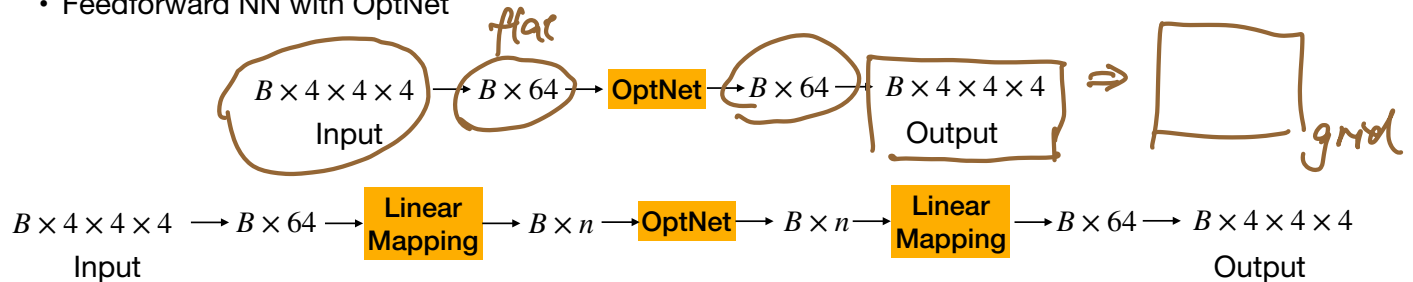 • Feedforward NN with OptNet
flat
B × 4 × 4 × 4 → B × 64 → OptNet → B × 64 → B × 4 × 4 × 4 ⇒
Input Output
grid
B × 4 × 4 × 4 → B × 64 → Linear Mapping → B × n → OptNet → B × n → Linear Mapping → B × 64 → B × 4 × 4 × 4
Input Output